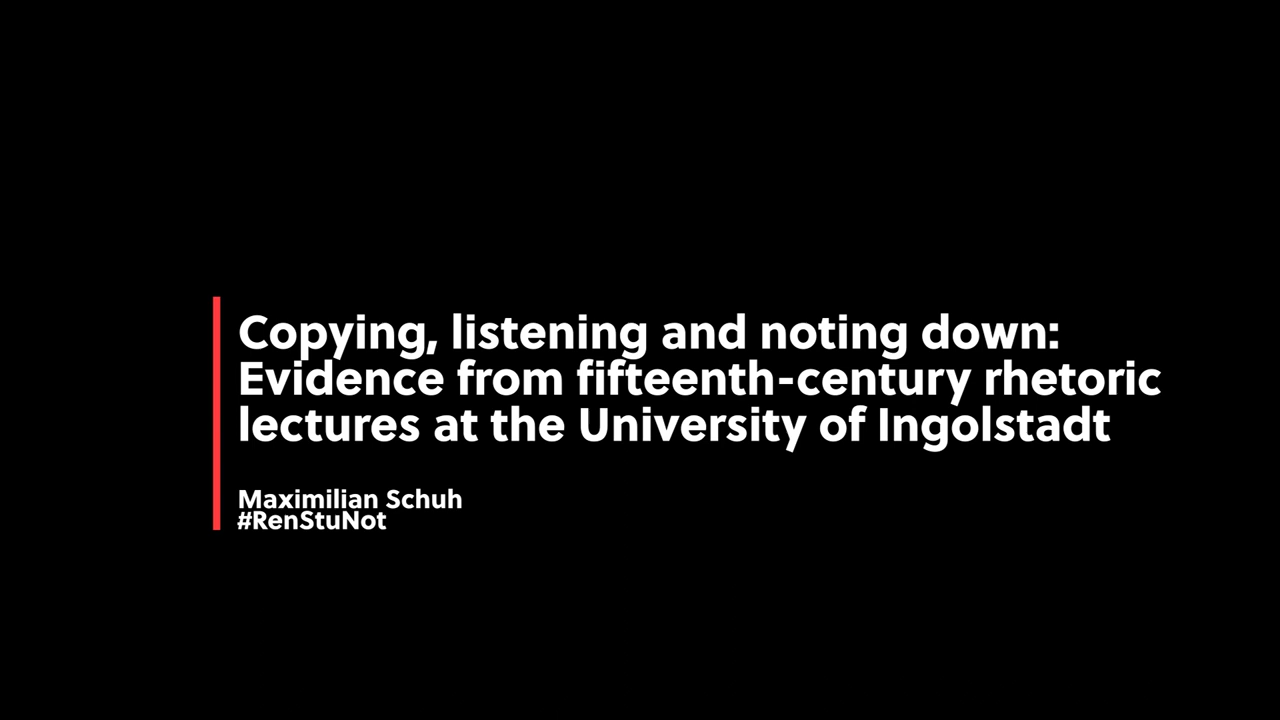 Copying, listening and noting down:
Evidence from fifteenth-century rhetoric
lectures at the University of Ingolstadt
Maximilian Schuh
#RenStuNot